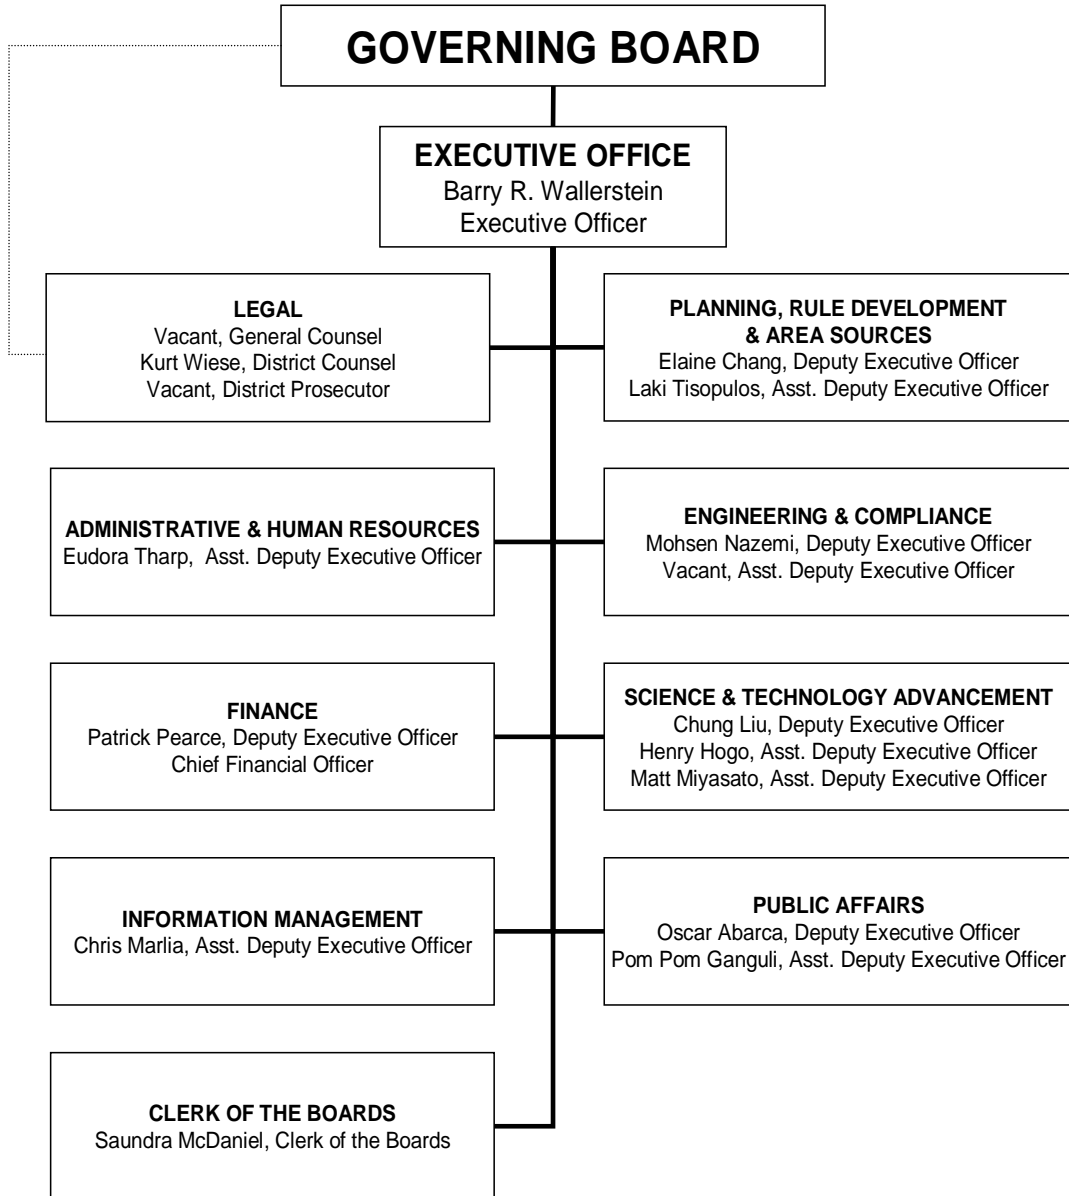 GOVERNING BOARD
EXECUTIVE OFFICE
Barry R. Wallerstein
Executive Officer
LEGAL
Vacant, General Counsel
Kurt Wiese, District Counsel
Vacant, District Prosecutor
PLANNING, RULE DEVELOPMENT
& AREA SOURCES
Elaine Chang, Deputy Executive Officer
Laki Tisopulos, Asst. Deputy Executive Officer
ADMINISTRATIVE & HUMAN RESOURCES
Eudora Tharp, Asst. Deputy Executive Officer
ENGINEERING & COMPLIANCE
Mohsen Nazemi, Deputy Executive Officer
Vacant, Asst. Deputy Executive Officer
FINANCE
Patrick Pearce, Deputy Executive Officer
Chief Financial Officer
SCIENCE & TECHNOLOGY ADVANCEMENT
Chung Liu, Deputy Executive Officer
Henry Hogo, Asst. Deputy Executive Officer
Matt Miyasato, Asst. Deputy Executive Officer
INFORMATION MANAGEMENT
Chris Marlia, Asst. Deputy Executive Officer
PUBLIC AFFAIRS
Oscar Abarca, Deputy Executive Officer
Pom Pom Ganguli, Asst. Deputy Executive Officer
CLERK OF THE BOARDS
Saundra McDaniel, Clerk of the Boards